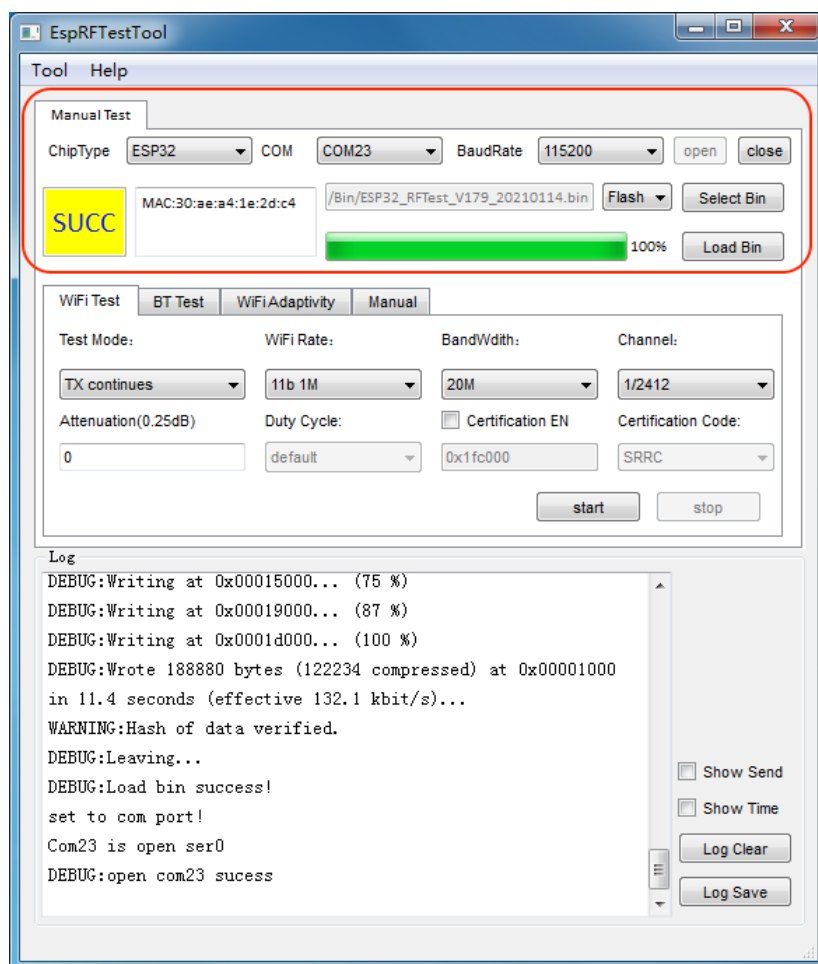 EspRFTestTool
Tool Help
Manual Test
ChipType ESP32 COM COM23 BaudRate 115200 open close
SUCC MAC:30:ae:a4:1e:2d:c4 /Bin/ESP32_RFTest_V179_20210114.bin Flash Select Bin
100% Load Bin
WiFi Test BT Test WiFi Adaptivity Manual
Test Mode: WiFi Rate: BandWdith: Channel:
TX continues 11b 1M 20M 1/2412
Attenuation(0.25dB) Duty Cycle: Certification EN Certification Code:
0 default 0x1fc000 SRRC
start stop
Log
DEBUG:Writing at 0x00015000... (75 %)
DEBUG:Writing at 0x00019000... (87 %)
DEBUG:Writing at 0x0001d000... (100 %)
DEBUG:Wrote 188880 bytes (122234 compressed) at 0x00001000
in 11.4 seconds (effective 132.1 kbit/s)...
WARNING:Hash of data verified.
DEBUG:Leaving...
DEBUG:Load bin success!
set to com port!
Com23 is open ser0
DEBUG:open com23 sucess
Show Send
Show Time
Log Clear
Log Save